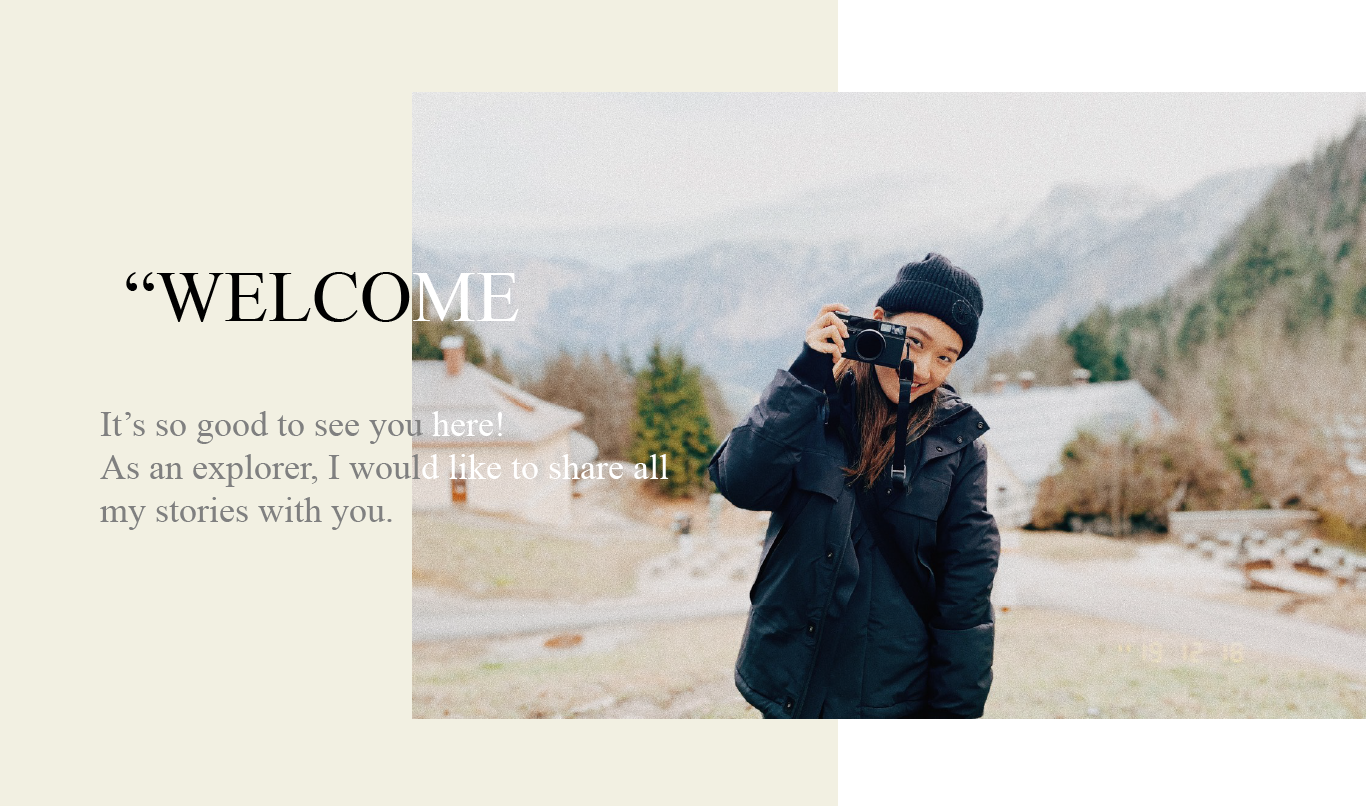 “WELCOME
It’s so good to see you here!
As an explorer, I would like to share all
my stories with you.
'19 12 18